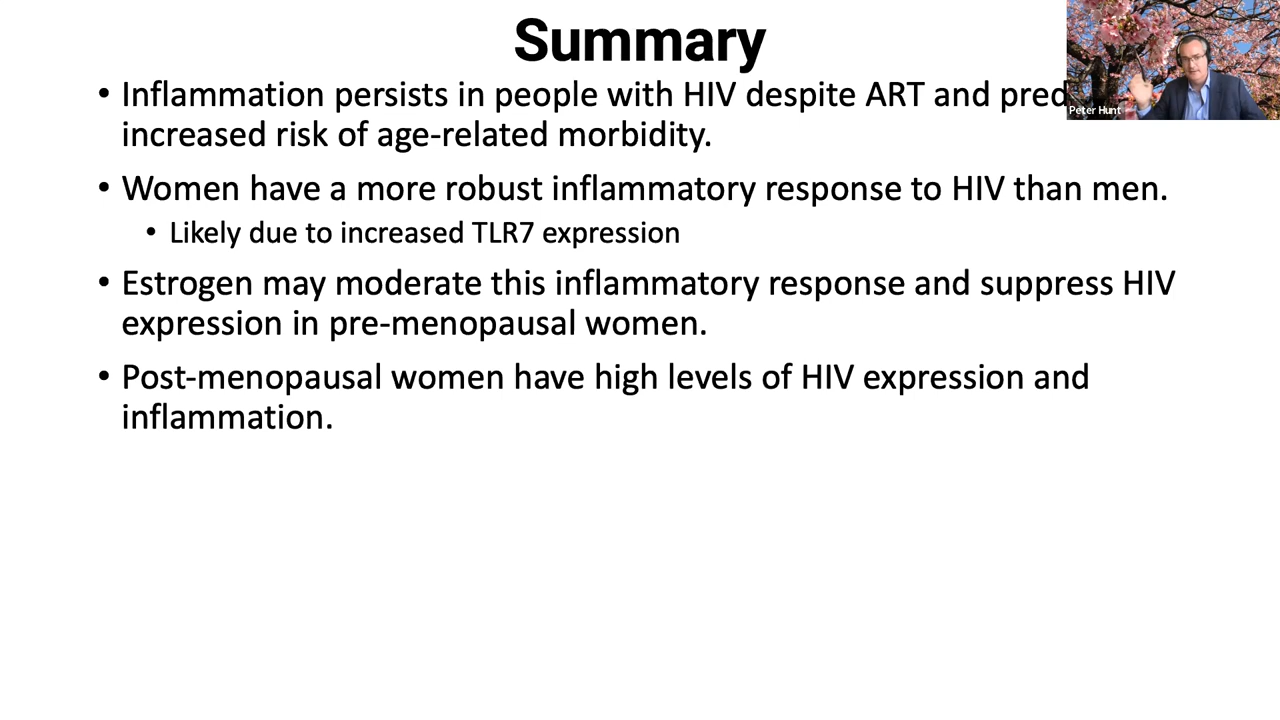 Summary
• Inflammation persists in people with HIV despite ART and
increased risk of age-related morbidity.
• Women have a more robust inflammatory response to HIV than men.
• Likely due to increased TLR7 expression
• Estrogen may moderate this inflammatory response and suppress HIV
expression in pre-menopausal women.
• Post-menopausal women have high levels of HIV expression and
inflammation.
Peter Hunt